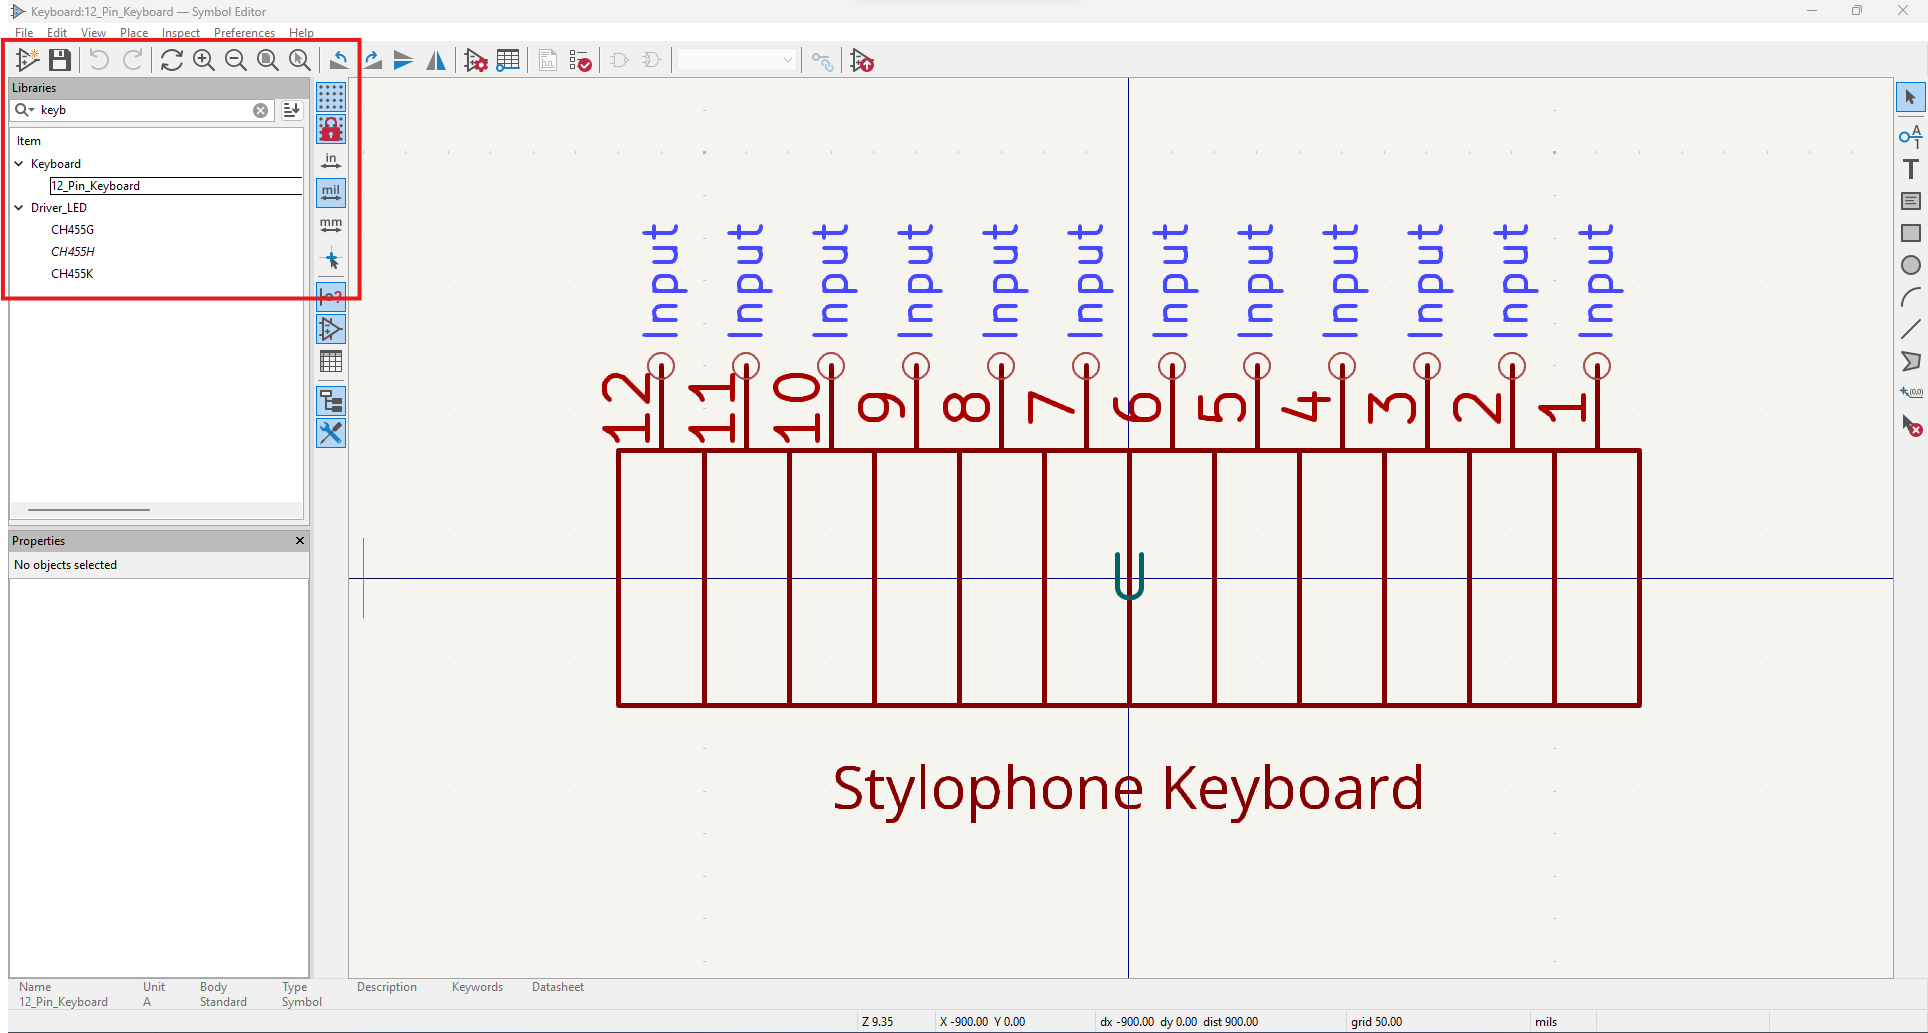 Keyboard:12_Pin_Keyboard — Symbol Editor
File Edit View Place Inspect Preferences Help
Libraries
keyb
Item
Keyboard
12_Pin_Keyboard
Driver_LED
CH455G
CH455H
CH455K
in
mil
mm
A
1
T
(0,0)
Input Input Input Input Input Input Input Input Input Input Input Input
12 11 10 9 8 7 6 5 4 3 2 1
U
Stylophone Keyboard
Properties
No objects selected
Name Unit Body Type Description Keywords Datasheet
12_Pin_Keyboard A Standard Symbol
Z 9.35 X -900.00 Y 0.00 dx -900.00 dy 0.00 dist 900.00 grid 50.00 mils